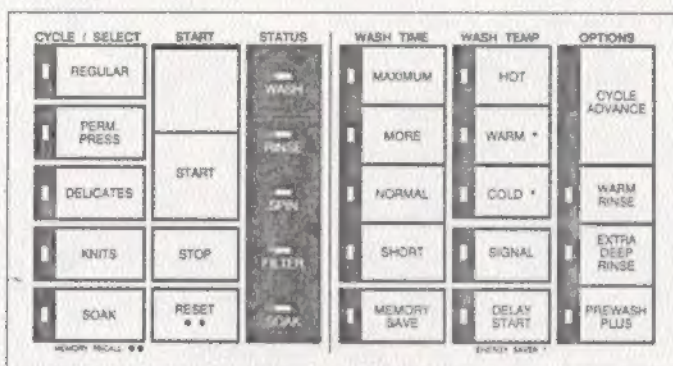 CYCLE / SELECT START STATUS WASH TIME WASH TEMP OPTIONS
REGULAR
PERM.
PRESS
DELICATES
KNITS
SOAK
MEMORY RECALL ●●
START
STOP
RESET
● ●
WASH
RINSE
SPIN
FILTER
SOAK
MAXIMUM
MORE
NORMAL
SHORT
MEMORY
SAVE
HOT
WARM *
COLD *
SIGNAL
DELAY
START
ENERGY SAVER *
CYCLE
ADVANCE
WARM
RINSE
EXTRA
DEEP
RINSE
PREWASH
PLUS